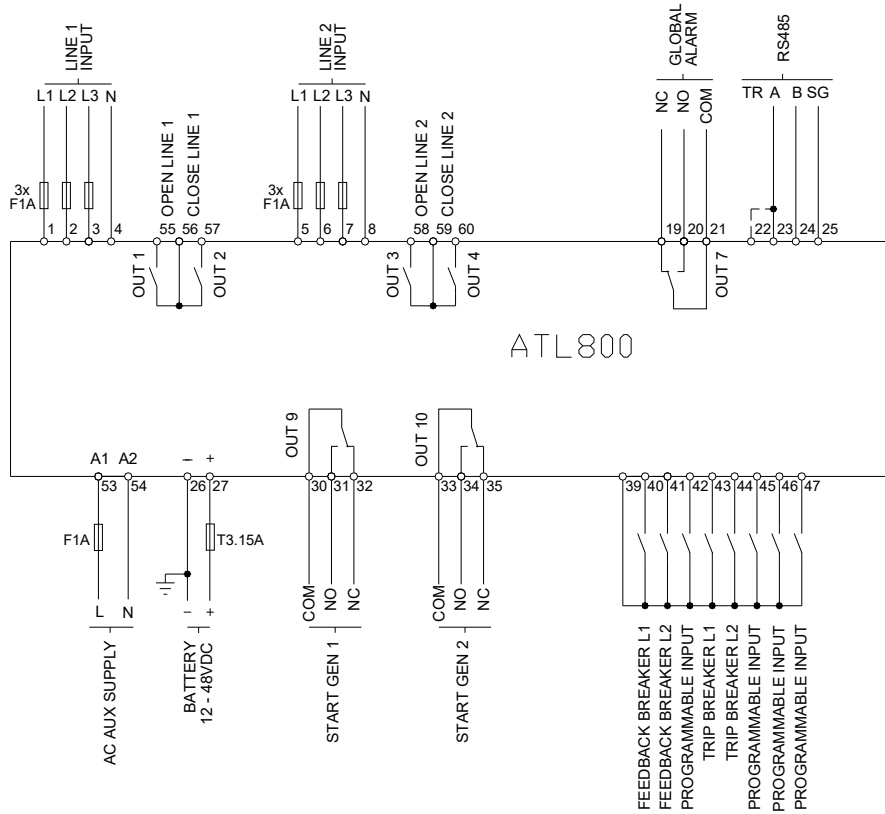 LINE 1
INPUT
L1 L2 L3 N
3x
F1A
1 2 3 4
OPEN LINE 1
CLOSE LINE 1
55 56 57
OUT 1
OUT 2
LINE 2
INPUT
L1 L2 L3 N
3x
F1A
5 6 7 8
OPEN LINE 2
CLOSE LINE 2
58 59 60
OUT 3
OUT 4
GLOBAL
ALARM
NC
NO
COM
19 20 21
OUT 7
RS485
TR A B SG
22 23 24 25
ATL800
A1 A2
53 54
F1A
L N
AC AUX SUPPLY
– +
26 27
T3.15A
– +
BATTERY
12 - 48VDC
OUT 9
30 31 32
COM
NO
NC
START GEN 1
OUT 10
33 34 35
COM
NO
NC
START GEN 2
39 40 41 42 43 44 45 46 47
FEEDBACK BREAKER L1
FEEDBACK BREAKER L2
PROGRAMMABLE INPUT
TRIP BREAKER L1
TRIP BREAKER L2
PROGRAMMABLE INPUT
PROGRAMMABLE INPUT
PROGRAMMABLE INPUT